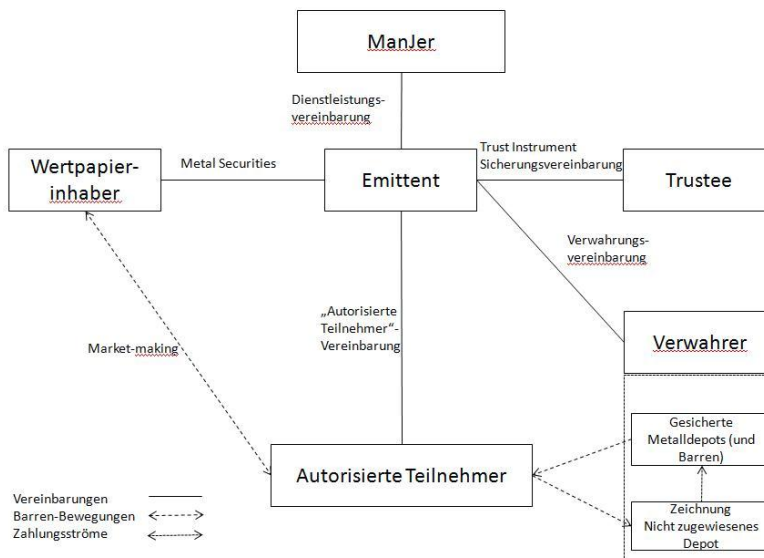 ManJer
Dienstleistungs-
vereinbarung
Wertpapier-
inhaber
Metal Securities
Emittent
Trust Instrument
Sicherungsvereinbarung
Trustee
Verwahrungs-
vereinbarung
„Autorisierte
Teilnehmer“-
Vereinbarung
Market-making
Verwahrer
Gesicherte
Metalldepots (und
Barren)
Autorisierte Teilnehmer
Zeichnung
Nicht zugewiesenes
Depot
Vereinbarungen
Barren-Bewegungen
Zahlungsströme